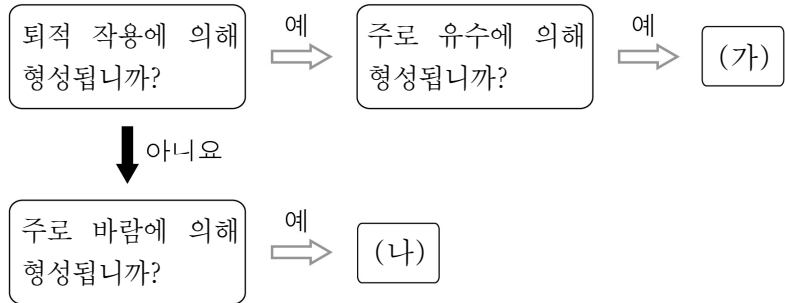 퇴적 작용에 의해
형성됩니까?
예
주로 유수에 의해
형성됩니까?
예
(가)
아니요
주로 바람에 의해
형성됩니까?
예
(나)